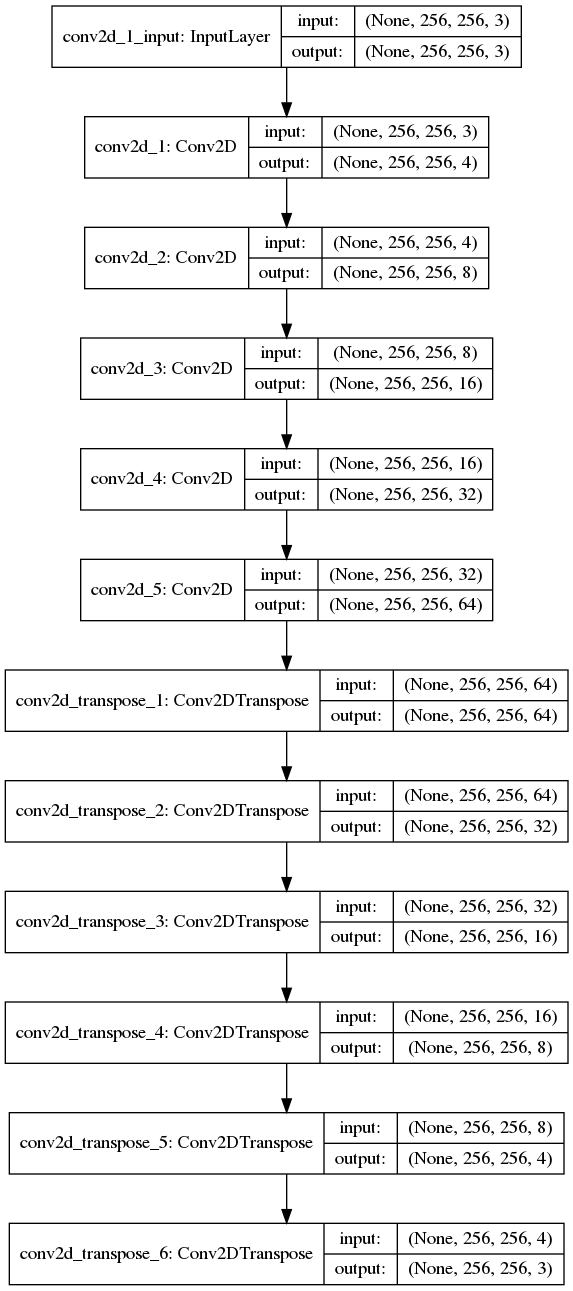 conv2d_1_input: InputLayer
input: (None, 256, 256, 3)
output: (None, 256, 256, 3)
conv2d_1: Conv2D
input: (None, 256, 256, 3)
output: (None, 256, 256, 4)
conv2d_2: Conv2D
input: (None, 256, 256, 4)
output: (None, 256, 256, 8)
conv2d_3: Conv2D
input: (None, 256, 256, 8)
output: (None, 256, 256, 16)
conv2d_4: Conv2D
input: (None, 256, 256, 16)
output: (None, 256, 256, 32)
conv2d_5: Conv2D
input: (None, 256, 256, 32)
output: (None, 256, 256, 64)
conv2d_transpose_1: Conv2DTranspose
input: (None, 256, 256, 64)
output: (None, 256, 256, 64)
conv2d_transpose_2: Conv2DTranspose
input: (None, 256, 256, 64)
output: (None, 256, 256, 32)
conv2d_transpose_3: Conv2DTranspose
input: (None, 256, 256, 32)
output: (None, 256, 256, 16)
conv2d_transpose_4: Conv2DTranspose
input: (None, 256, 256, 16)
output: (None, 256, 256, 8)
conv2d_transpose_5: Conv2DTranspose
input: (None, 256, 256, 8)
output: (None, 256, 256, 4)
conv2d_transpose_6: Conv2DTranspose
input: (None, 256, 256, 4)
output: (None, 256, 256, 3)